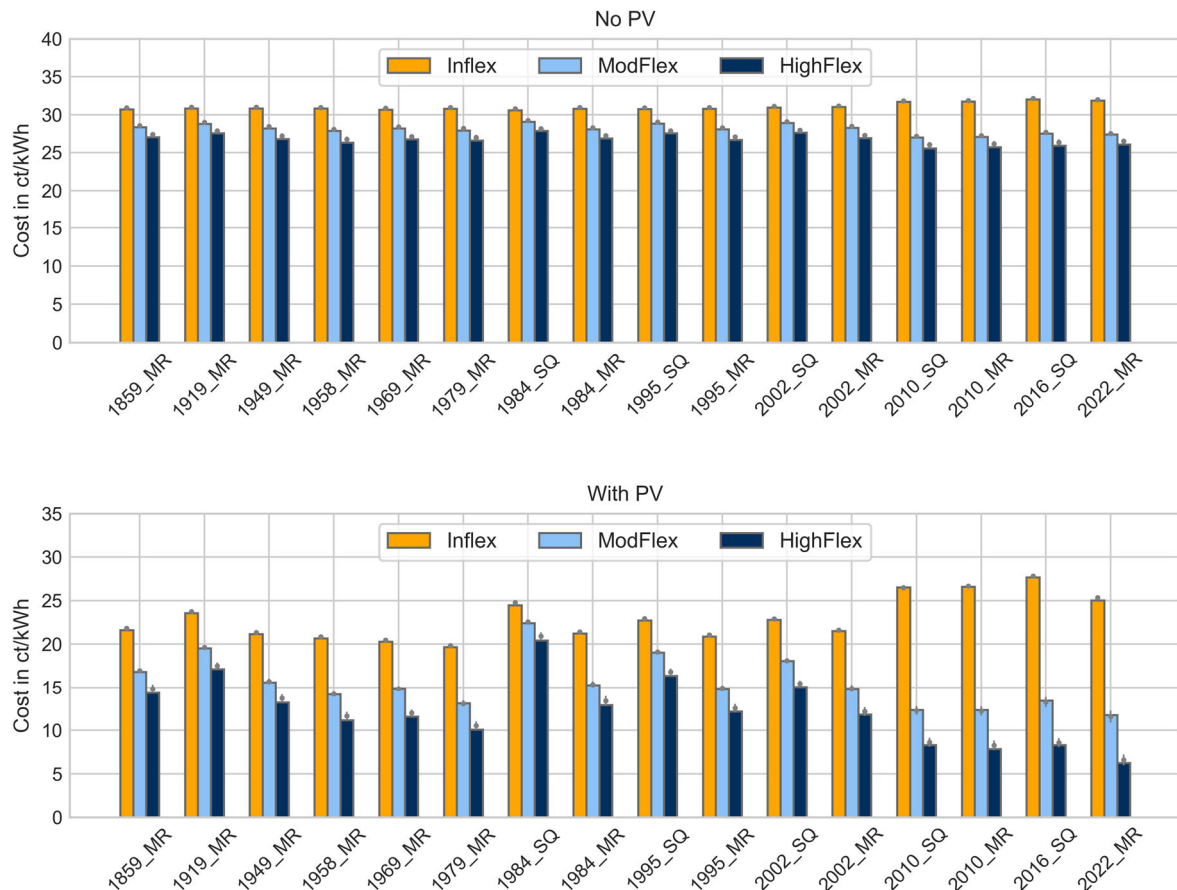 No PV
40
35
30
25
20
15
10
5
0
Cost in ct/kWh
Inflex ModFlex HighFlex
1859_MR 1919_MR 1949_MR 1958_MR 1969_MR 1979_MR 1984_SQ 1984_MR 1995_SQ 1995_MR 2002_SQ 2002_MR 2010_SQ 2010_MR 2016_SQ 2022_MR
With PV
35
30
25
20
15
10
5
0
Cost in ct/kWh
Inflex ModFlex HighFlex
1859_MR 1919_MR 1949_MR 1958_MR 1969_MR 1979_MR 1984_SQ 1984_MR 1995_SQ 1995_MR 2002_SQ 2002_MR 2010_SQ 2010_MR 2016_SQ 2022_MR